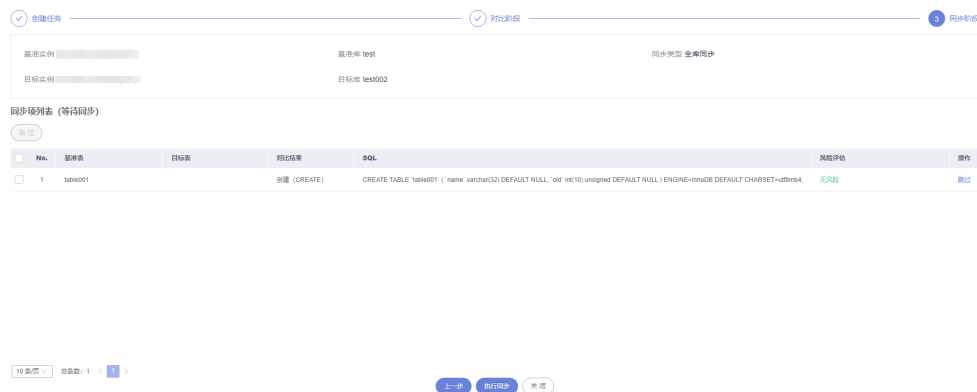 创建任务
对比阶段
3 同步阶段
基准实例
基准库 test
同步类型 全库同步
目标实例
目标库 test002
同步项列表（等待同步）
跳过
No. 基准表 目标表 对比结果 SQL 风险评估 操作
1 table001 创建（CREATE） CREATE TABLE `table001` ( `name` varchar(32) DEFAULT NULL, `oid` int(10) unsigned DEFAULT NULL ) ENGINE=InnoDB DEFAULT CHARSET=utf8mb4; 无风险 跳过
10 条/页 总条数: 1 < 1 >
上一步 执行同步 关闭